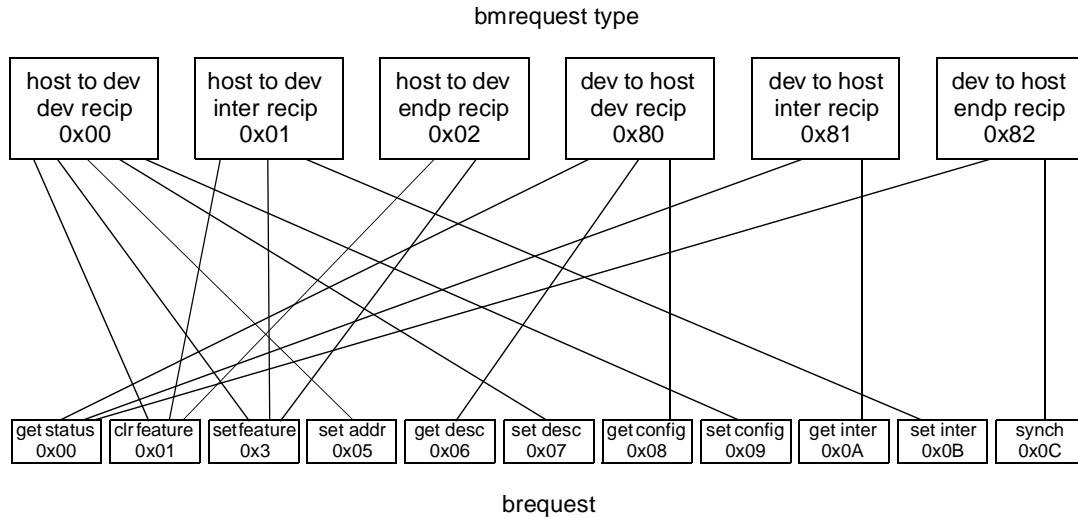 bmrequest type
host to dev
dev recip
0x00
host to dev
inter recip
0x01
host to dev
endp recip
0x02
dev to host
dev recip
0x80
dev to host
inter recip
0x81
dev to host
endp recip
0x82
get status
0x00
clr feature
0x01
set feature
0x3
set addr
0x05
get desc
0x06
set desc
0x07
get config
0x08
set config
0x09
get inter
0x0A
set inter
0x0B
synch
0x0C
brequest